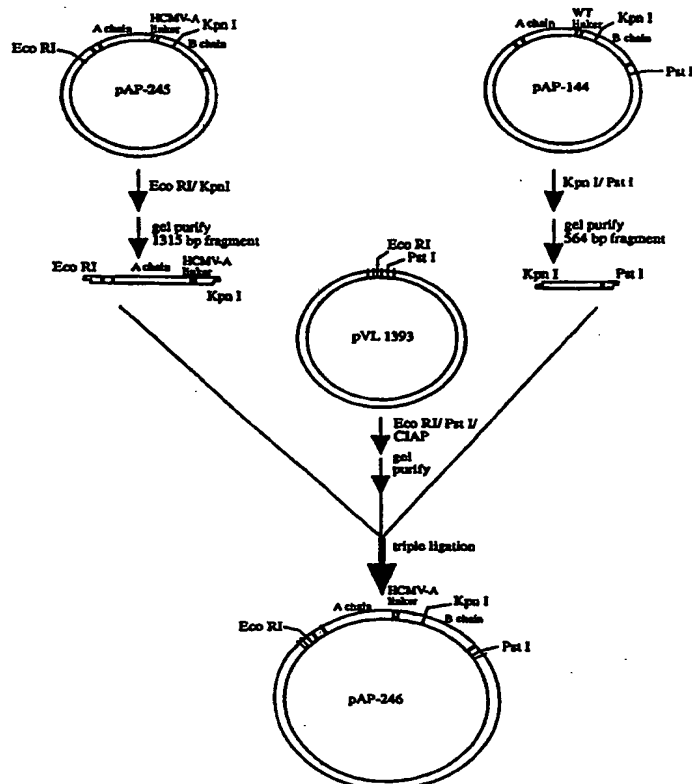 HCMV-A
A chain linker Kpn I
B chain
Eco RI
pAP-245
WT
A chain linker Kpn I
B chain
Pst I
pAP-144
Eco RI/ KpnI
gel purify
1315 bp fragment
Kpn I/ Pst I
gel purify
564 bp fragment
Eco RI A chain HCMV-A
linker
Kpn I
Eco RI
Pst I
pVL 1393
Kpn I Pst I
Eco RI/ Pst I/
CIAP
gel
purify
triple ligation
HCMV-A
A chain linker Kpn I
B chain
Eco RI
Pst I
pAP-246